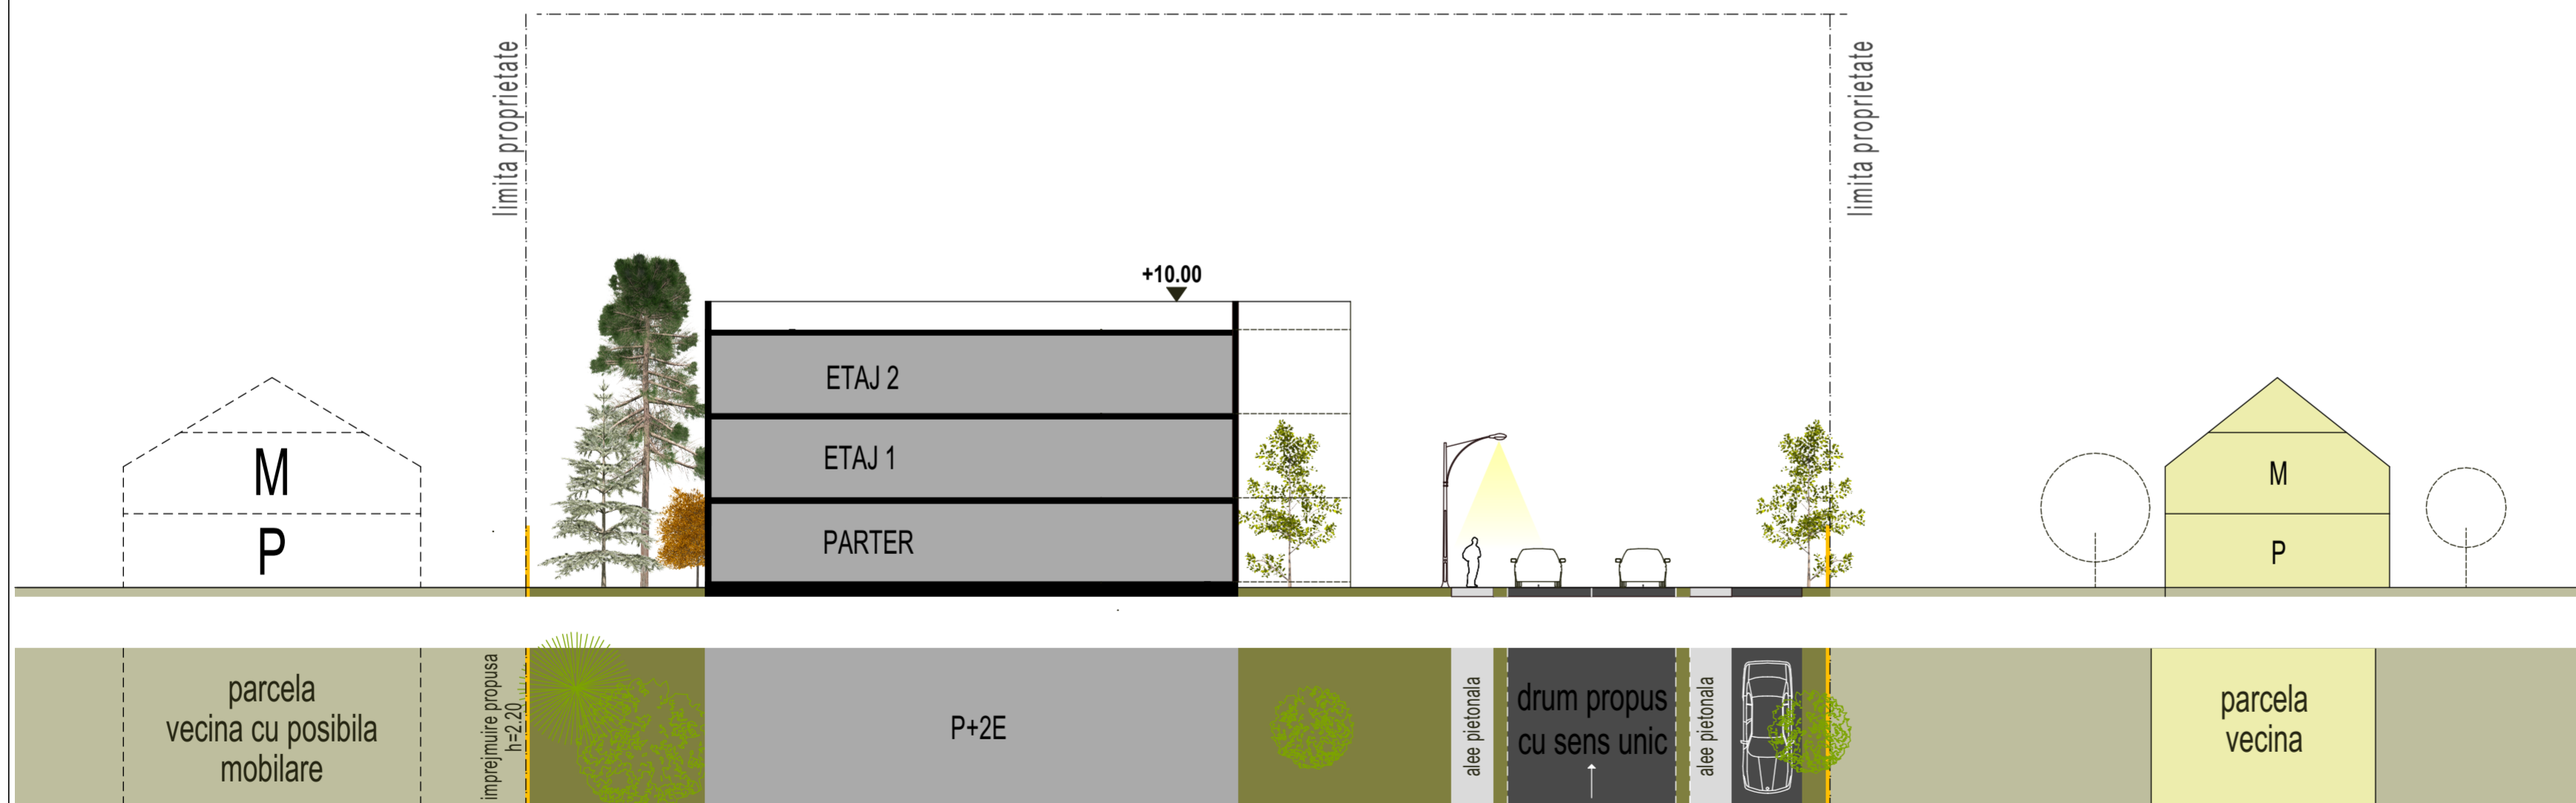 limita proprietate
limita proprietate
+10.00
ETAJ 2
ETAJ 1
PARTER
M
P
M
P
parcela
vecina cu posibila
mobilare
imprejmuire propusa
h=2.20
P+2E
alee pietonala
drum propus
cu sens unic
alee pietonala
parcela
vecina